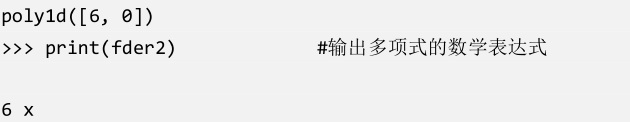 poly1d([6, 0])
>>> print(fder2) #输出多项式的数学表达式
6 x